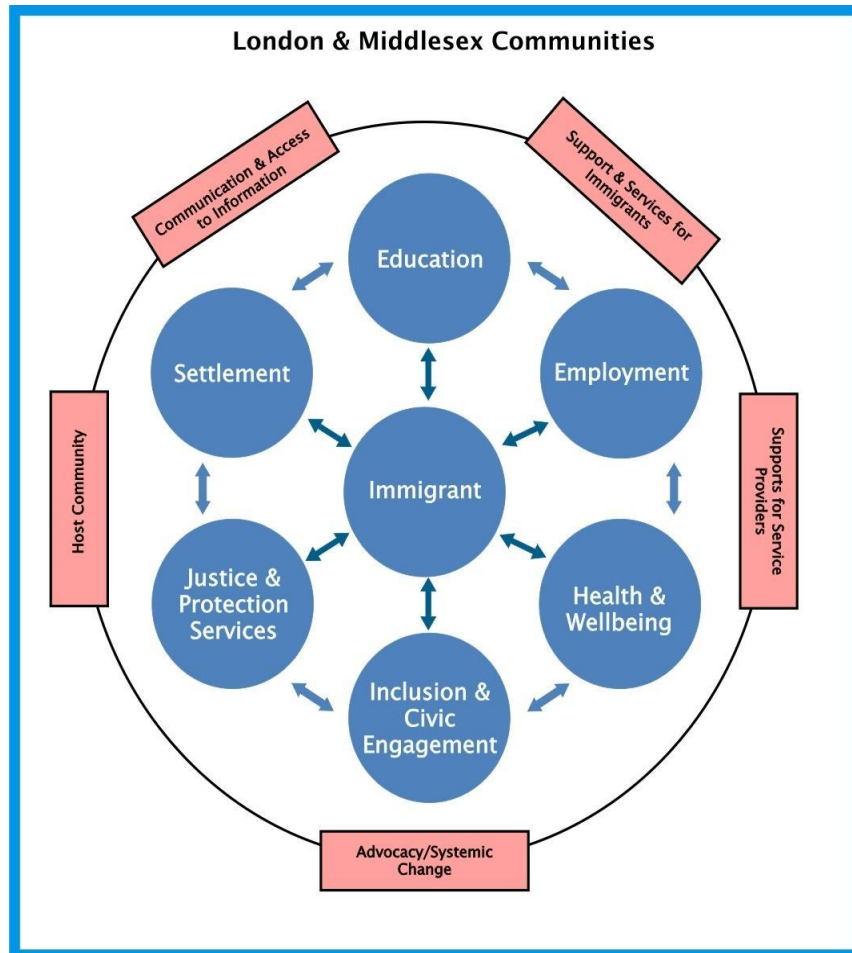 London & Middlesex Communities
Communication & Access
to Information
Support & Services for
Immigrants
Education
Settlement
Employment
Immigrant
Host Community
Supports for Service
Providers
Justice &
Protection
Services
Health &
Wellbeing
Inclusion &
Civic
Engagement
Advocacy/Systemic
Change